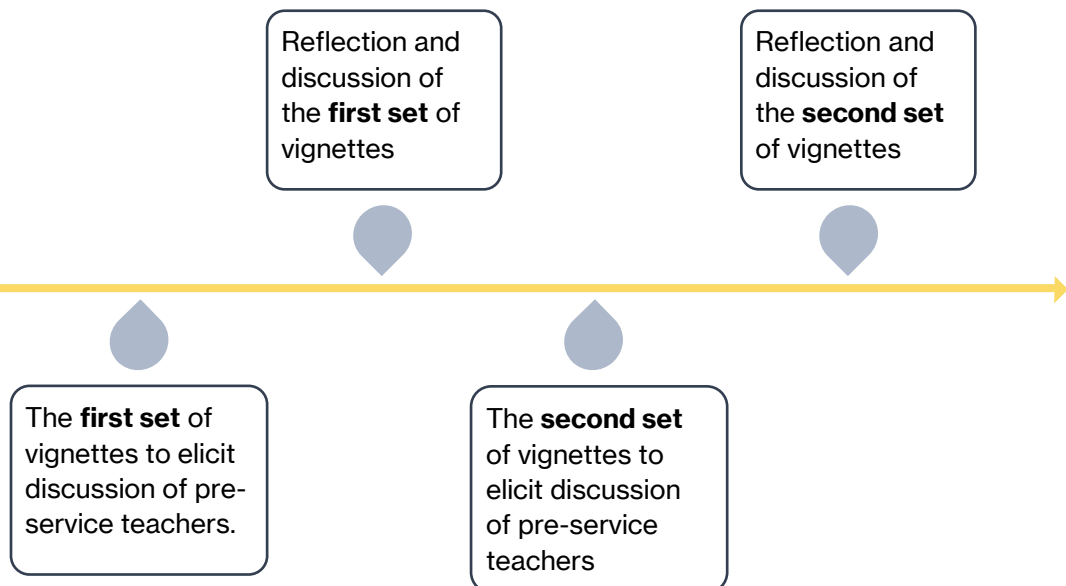 Reflection and
discussion of
the first set of
vignettes
Reflection and
discussion of
the second set
of vignettes
The first set of
vignettes to elicit
discussion of pre-
service teachers.
The second set
of vignettes to
elicit discussion
of pre-service
teachers